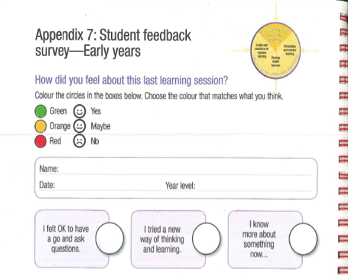 Appendix 7: Student feedback
survey—Early years
How did you feel about this last learning session?
Colour the circles in the boxes below. Choose the colour that matches what you think.
Green Yes
Orange Maybe
Red No
Name:
Date: Year level:
I felt OK to have
a go and ask
questions.
I tried a new
way of thinking
and learning.
I know
more about
something
now...